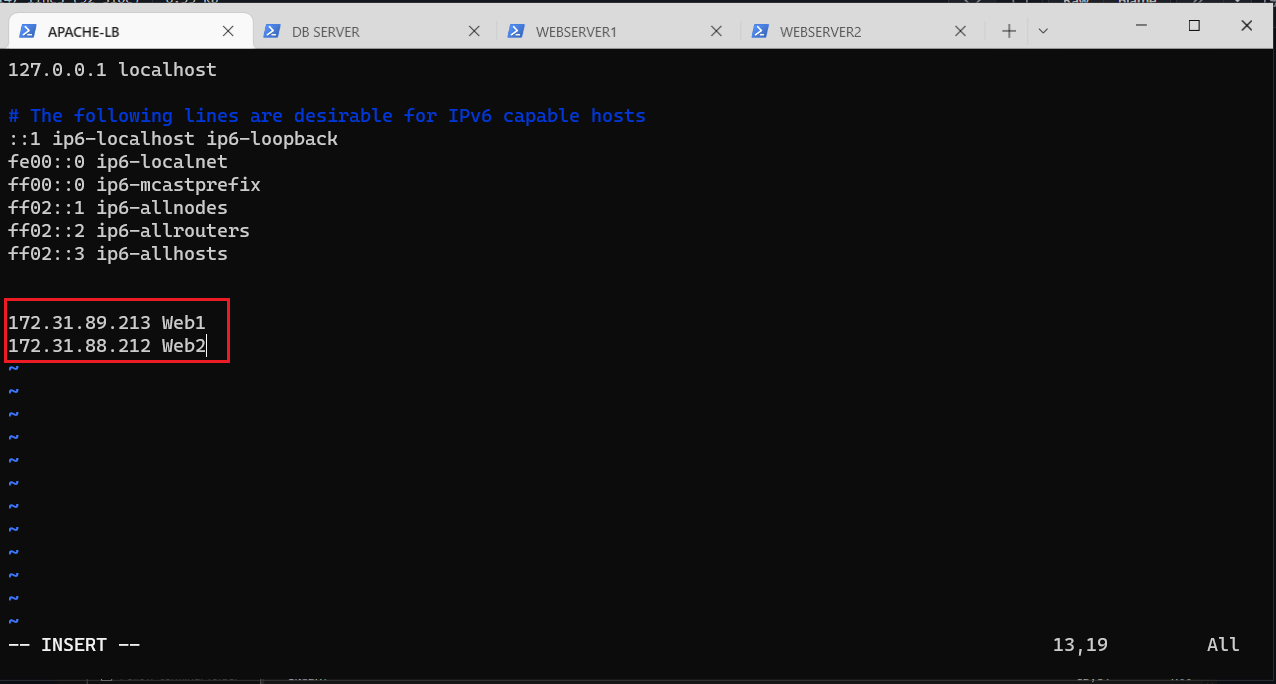 APACHE-LB DB SERVER WEBSERVER1 WEBSERVER2
127.0.0.1 localhost
# The following lines are desirable for IPv6 capable hosts
::1 ip6-localhost ip6-loopback
fe00::0 ip6-localnet
ff00::0 ip6-mcastprefix
ff02::1 ip6-allnodes
ff02::2 ip6-allrouters
ff02::3 ip6-allhosts
172.31.89.213 Web1
172.31.88.212 Web2
~
~
~
~
~
~
~
~
~
~
~
~
-- INSERT -- 13,19 All